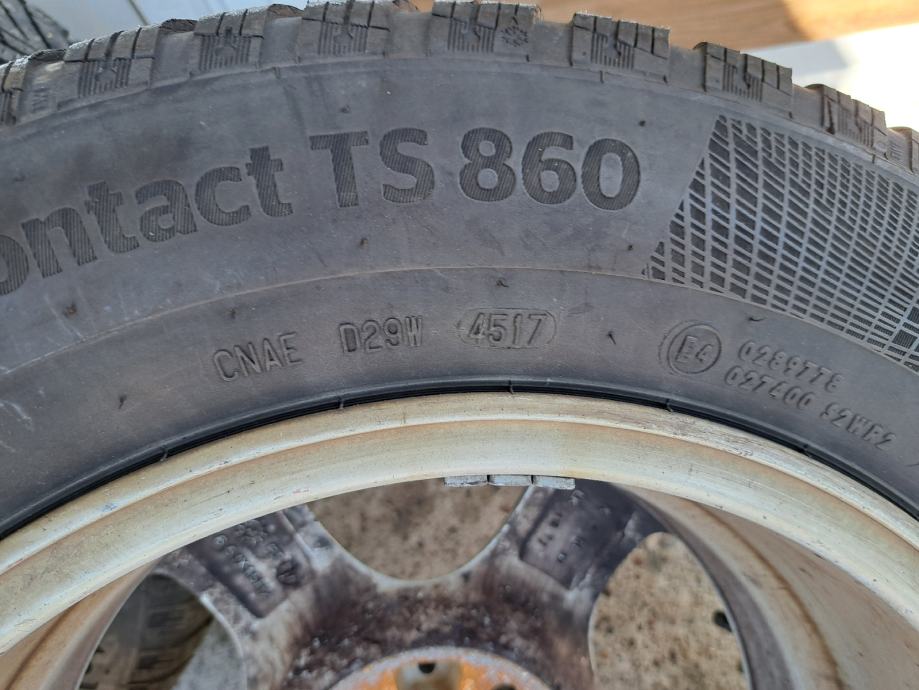 ontact TS 860
CNAE D29W 4517
E4
0289778
027400 S2WR2